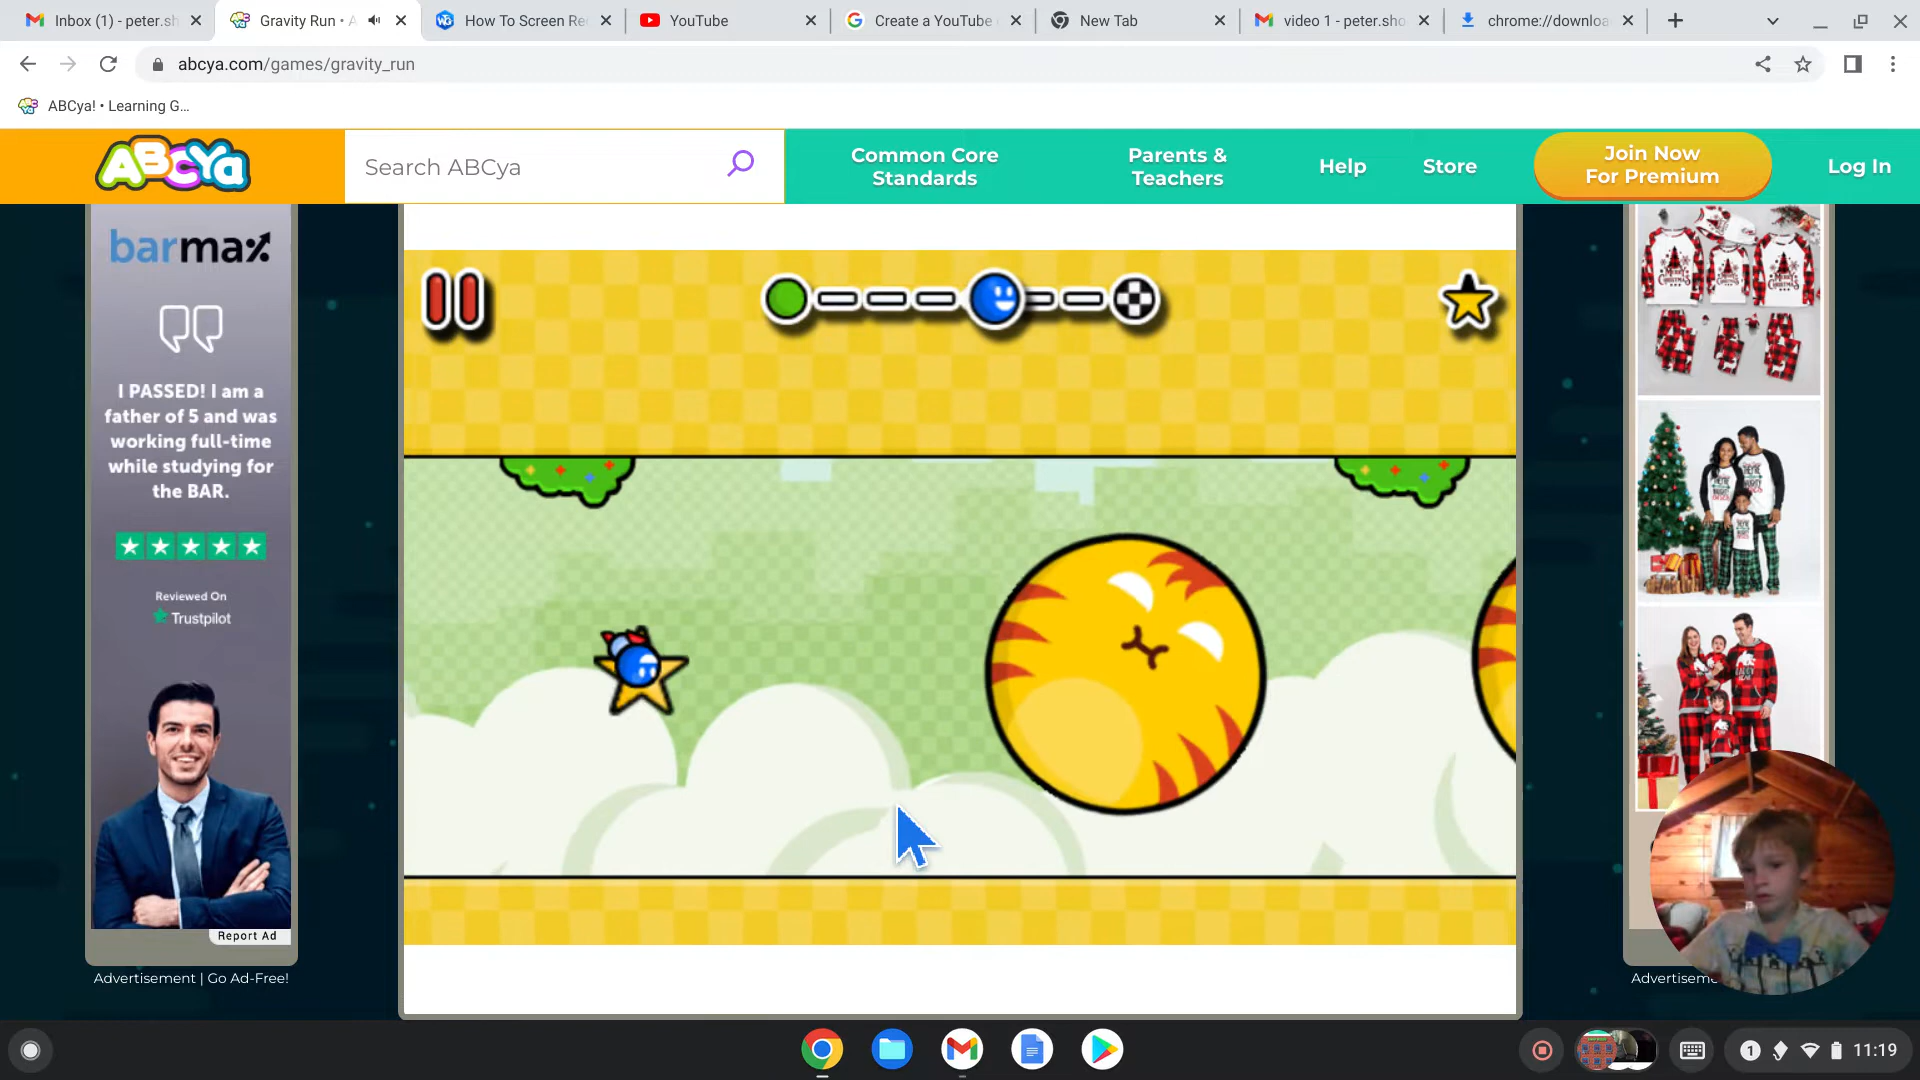 Inbox (1) - peter.sh
Gravity Run • A
How To Screen Re
YouTube
Create a YouTube
New Tab
video 1 - peter.sho
chrome://downloa
abcya.com/games/gravity_run
ABCya! • Learning G...
ABCYa
Search ABCya
Common Core
Standards
Parents &
Teachers
Help
Store
Join Now
For Premium
Log In
barmax
I PASSED! I am a
father of 5 and was
working full-time
while studying for
the BAR.
Reviewed On
Trustpilot
Report Ad
Advertisement | Go Ad-Free!
Advertiseme
1
11:19